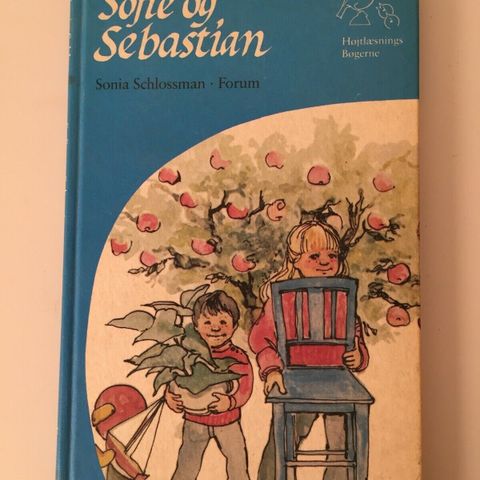 Sofie og
Sebastian
Sonia Schlossman · Forum
Højtlæsnings
Bøgerne